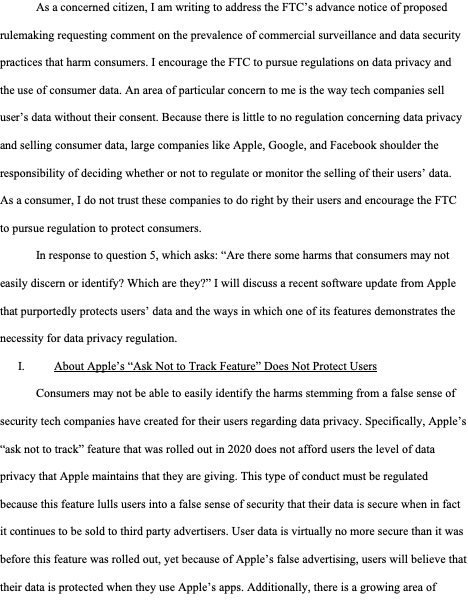 As a concerned citizen, I am writing to address the FTC's advance notice of proposed
rulemaking requesting comment on the prevalence of commercial surveillance and data security
practices that harm consumers. I encourage the FTC to pursue regulations on data privacy and
the use of consumer data. An area of particular concern to me is the way tech companies sell
user's data without their consent. Because there is little to no regulation concerning data privacy
and selling consumer data, large companies like Apple, Google, and Facebook shoulder the
responsibility of deciding whether or not to regulate or monitor the selling of their users' data.
As a consumer, I do not trust these companies to do right by their users and encourage the FTC
to pursue regulation to protect consumers.
In response to question 5, which asks: “Are there some harms that consumers may not
easily discern or identify? Which are they?” I will discuss a recent software update from Apple
that purportedly protects users' data and the ways in which one of its features demonstrates the
necessity for data privacy regulation.
I. About Apple's “Ask Not to Track Feature” Does Not Protect Users
Consumers may not be able to easily identify the harms stemming from a false sense of
security tech companies have created for their users regarding data privacy. Specifically, Apple's
“ask not to track” feature that was rolled out in 2020 does not afford users the level of data
privacy that Apple maintains that they are giving. This type of conduct must be regulated
because this feature lulls users into a false sense of security that their data is secure when in fact
it continues to be sold to third party advertisers. User data is virtually no more secure than it was
before this feature was rolled out, yet because of Apple's false advertising, users will believe that
their data is protected when they use Apple's apps. Additionally, there is a growing area of